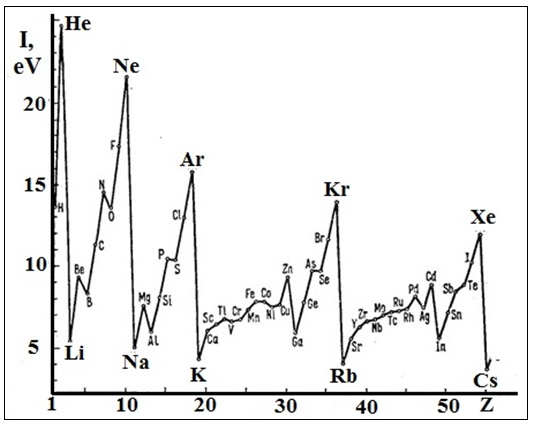 I,
eV
He
Ne
20
F
Ar
15
N
O
Kr
H
Cl
Xe
C
Br
10
P
S
As
Se
I
Be
B
Zn
Cd
Te
Mg
Si
Fe
Co
Ge
Pd
Sb
Sc
Ti
Cr
Ni
Cu
Zr
Mo
Ru
Ag
Sn
Ca
V
Mn
Y
Nb
Tc
Rh
5
Li
Na
Al
K
Ga
Rb
Sr
In
Cs
1
10
20
30
40
50
Z